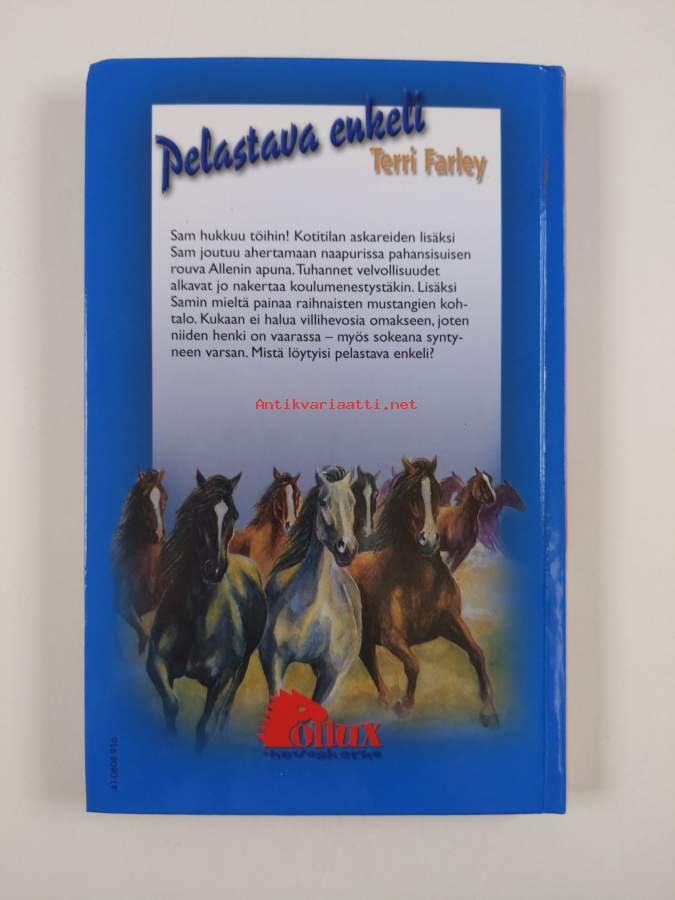 Pelastava enkeli
Terri Farley
Sam hukkuu töihin! Kotitilan askareiden lisäksi
Sam joutuu ahertamaan naapurissa pahansisuisen
rouva Allenin apuna. Tuhannet velvollisuudet
alkavat jo nakertaa koulumenestystäkin. Lisäksi
Samin mieltä painaa raihnaisten mustangien koh-
talo. Kukaan ei halua villihevosia omakseen, joten
niiden henki on vaarassa – myös sokeana synty-
neen varsan. Mistä löytyisi pelastava enkeli?
Antikvariaatti.net
Pollux
-hevoskerho